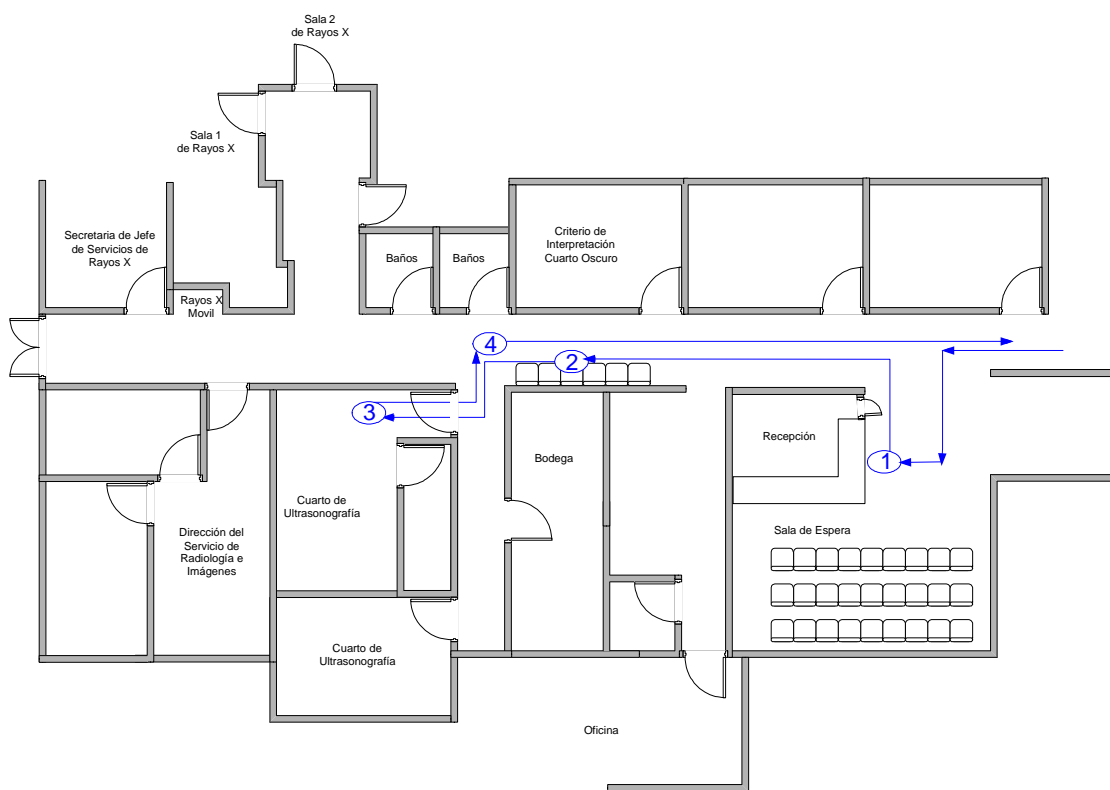 Sala 2
de Rayos X
Sala 1
de Rayos X
Secretaria de Jefe
de Servicios de
Rayos X
Rayos X
Movil
Baños
Baños
Criterio de
Interpretación
Cuarto Oscuro
4
2
3
1
Recepción
Bodega
Cuarto de
Ultrasonografía
Dirección del
Servicio de
Radiología e
Imágenes
Sala de Espera
Cuarto de
Ultrasonografía
Oficina